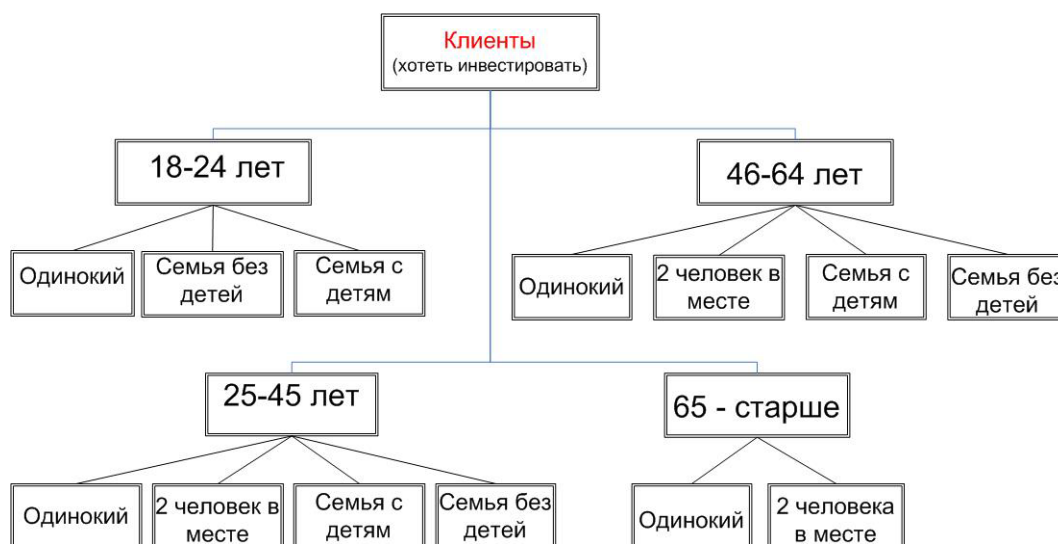 Клиенты
(хотеть инвестировать)
18-24 лет
46-64 лет
Одинокий
Семья без
детей
Семья с
детям
Одинокий
2 человек в
месте
Семья с
детям
Семья без
детей
25-45 лет
65 - старше
Одинокий
2 человек в
месте
Семья с
детям
Семья без
детей
Одинокий
2 человека
в месте